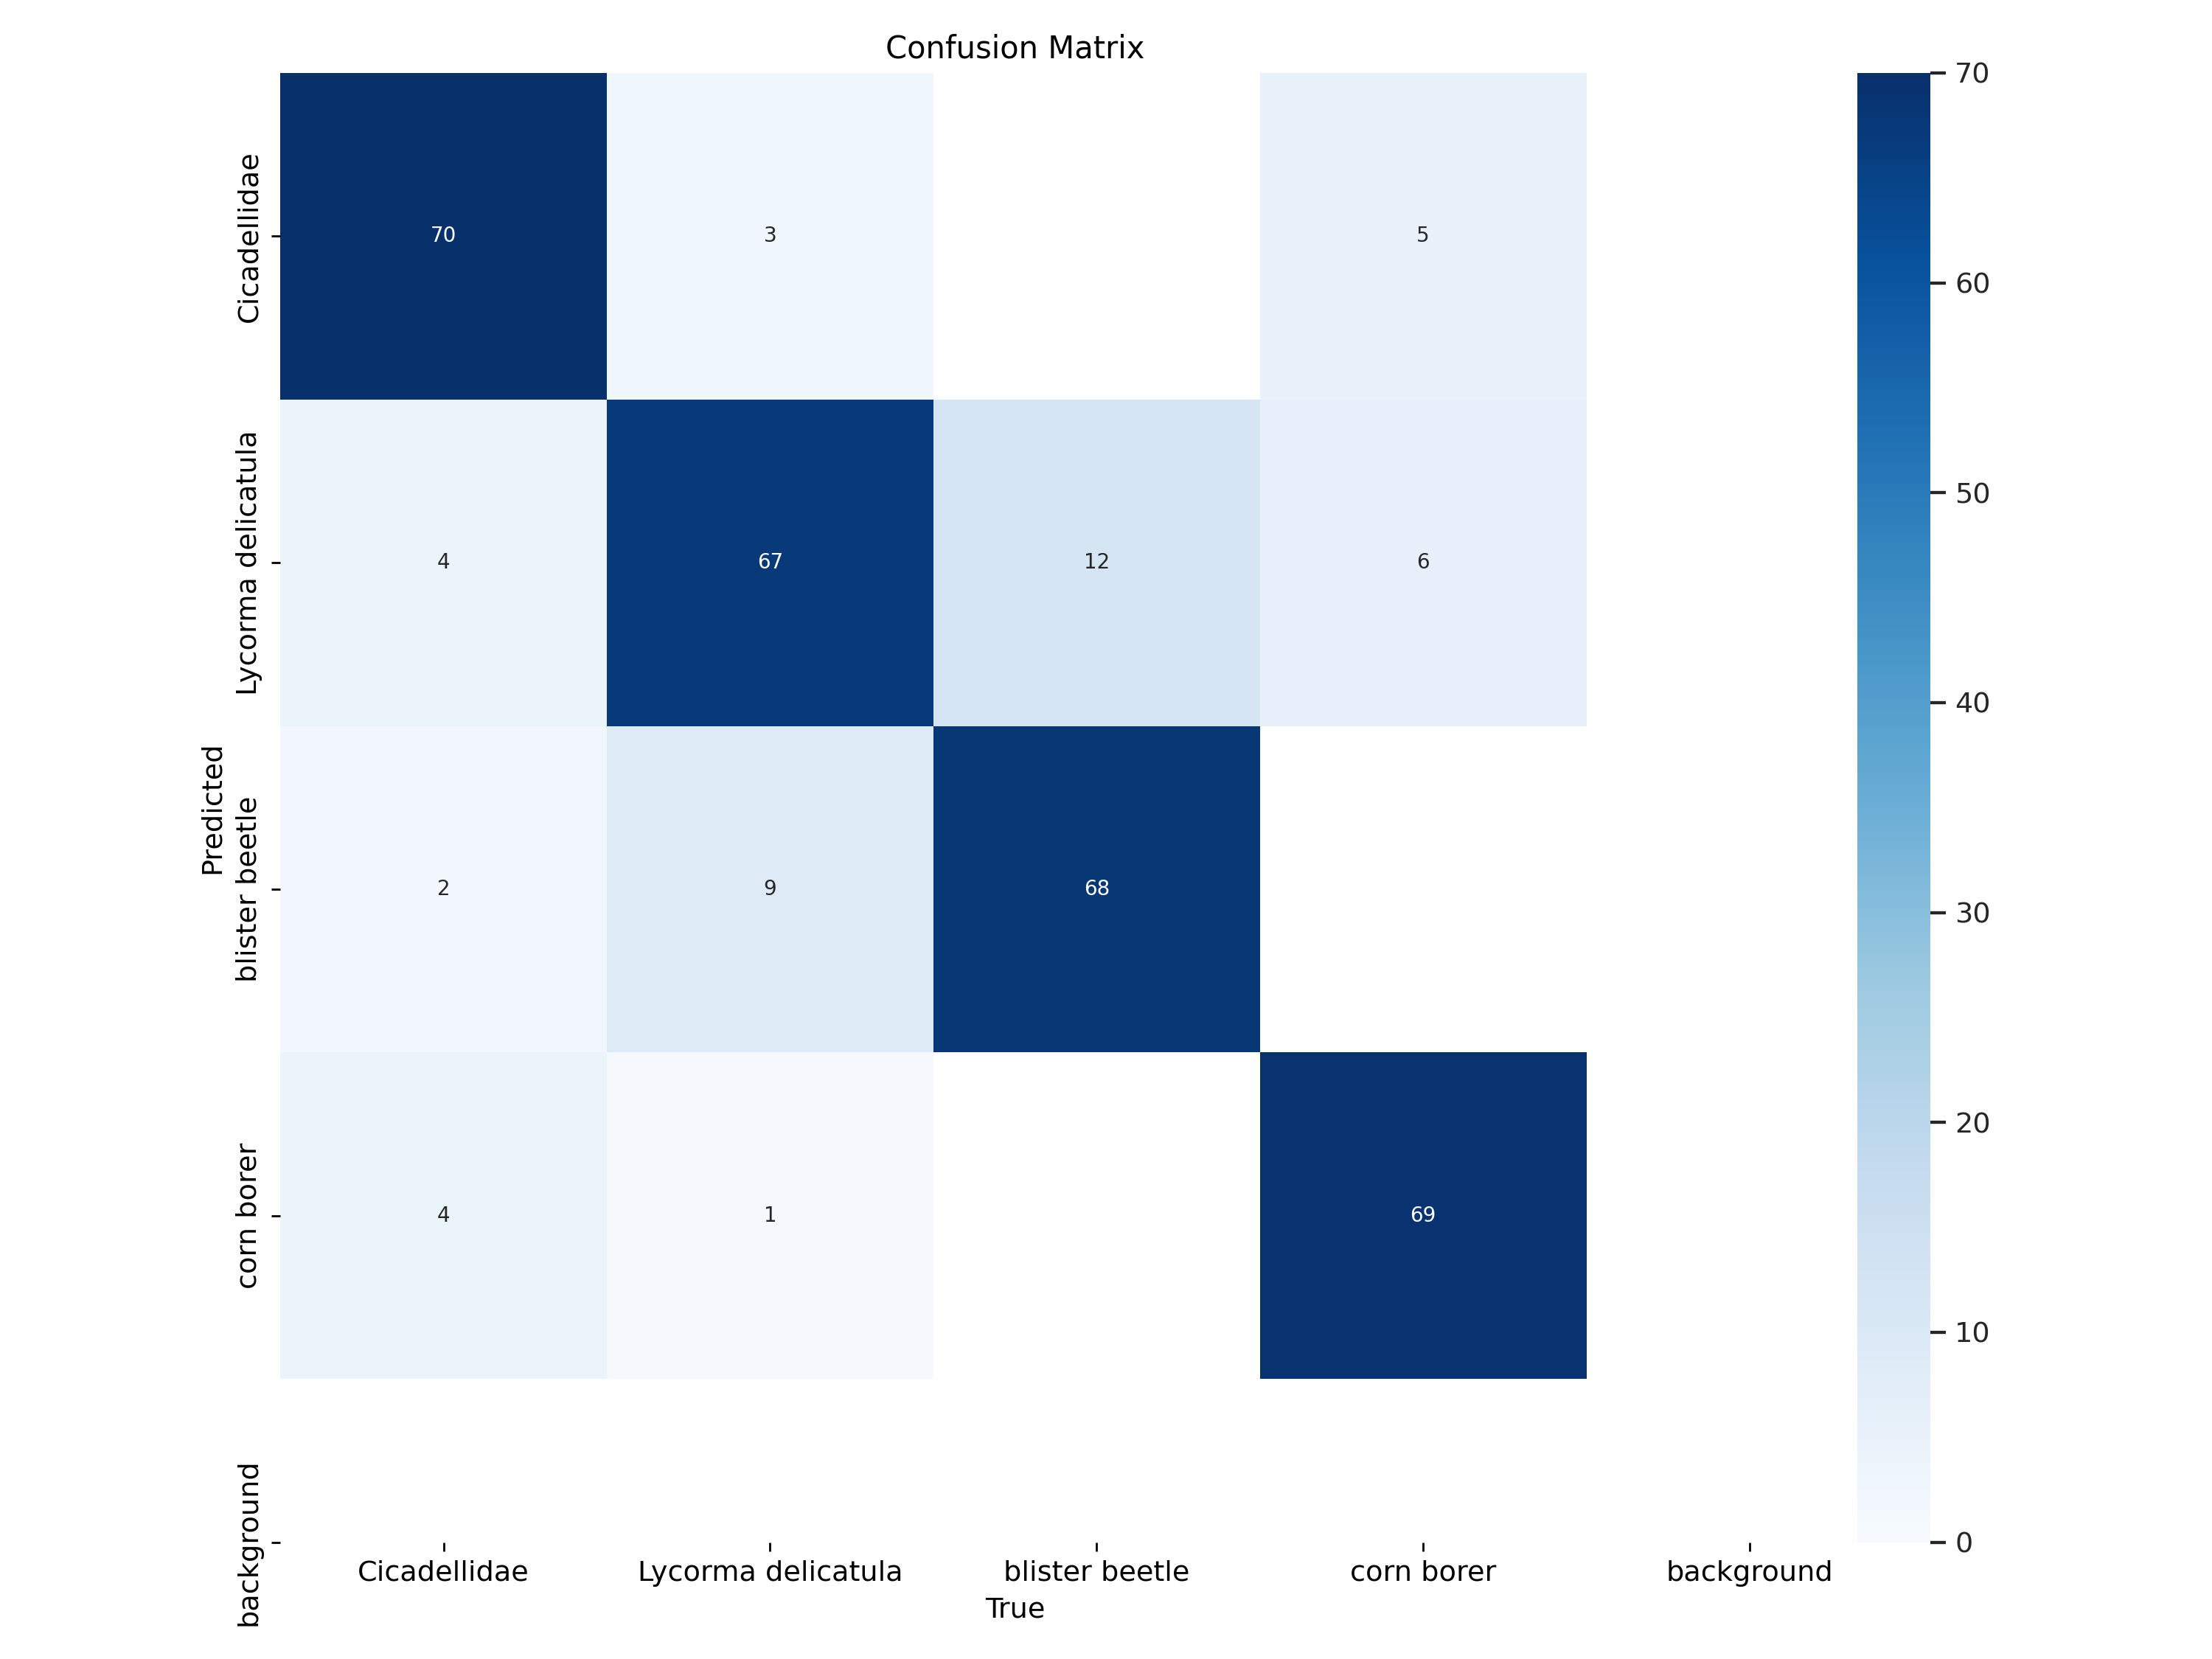 Confusion Matrix
Predicted
Cicadellidae
70
3
5
Lycorma delicatula
4
67
12
6
blister beetle
2
9
68
corn borer
4
1
69
background
Cicadellidae
Lycorma delicatula
blister beetle
corn borer
background
True
70
60
50
40
30
20
10
0